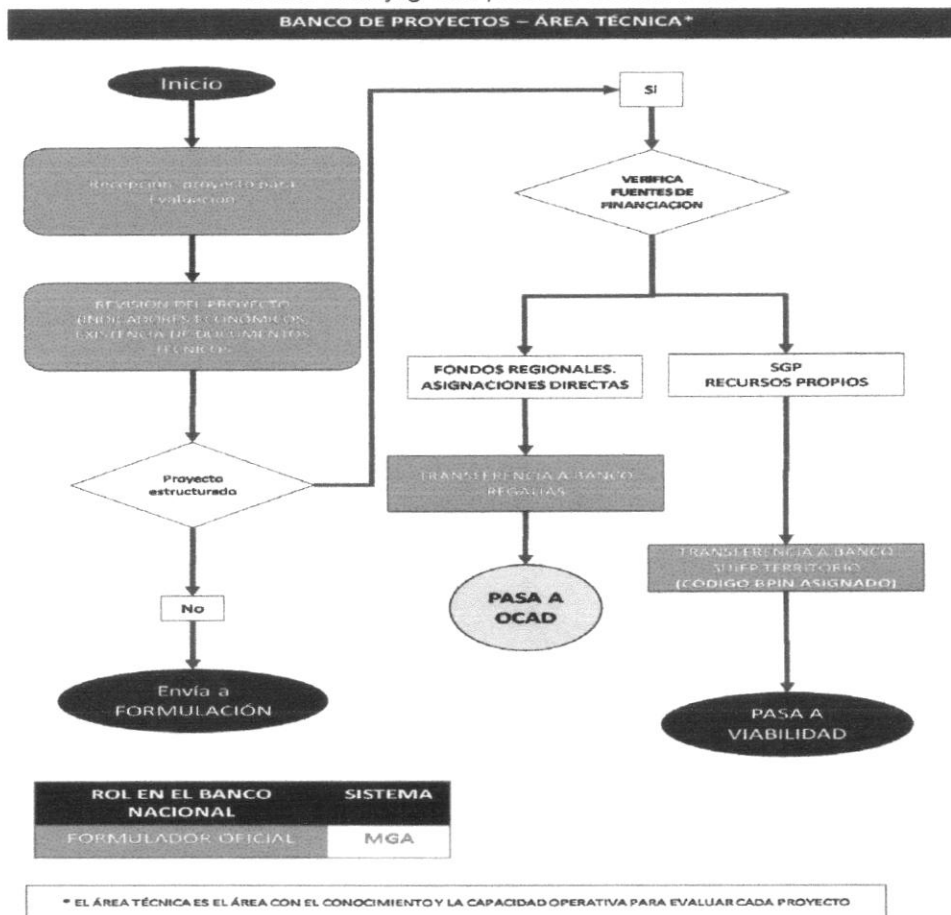 BANCO DE PROYECTOS – ÁREA TÉCNICA*
Inicio
Recepción proyecto para
Evaluación
REVISIÓN DEL PROYECTO
(INDICADORES ECONÓMICOS,
EXISTENCIA DE DOCUMENTOS
TECNICOS
Proyecto
estructurado
No
Envía a
FORMULACIÓN
SI
VERIFICA
FUENTES DE
FINANCIACION
FONDOS REGIONALES.
ASIGNACIONES DIRECTAS
TRANSFERENCIA A BANCO
REGALIAS
PASA A
OCAD
SGP
RECURSOS PROPIOS
TRANSFERENCIA A BANCO
SUIFP TERRITORIO
(CODIGO BPIN ASIGNADO)
PASA A
VIABILIDAD
ROL EN EL BANCO
NACIONAL
SISTEMA
FORMULADOR OFICIAL
MGA
* EL ÁREA TÉCNICA ES EL ÁREA CON EL CONOCIMIENTO Y LA CAPACIDAD OPERATIVA PARA EVALUAR CADA PROYECTO